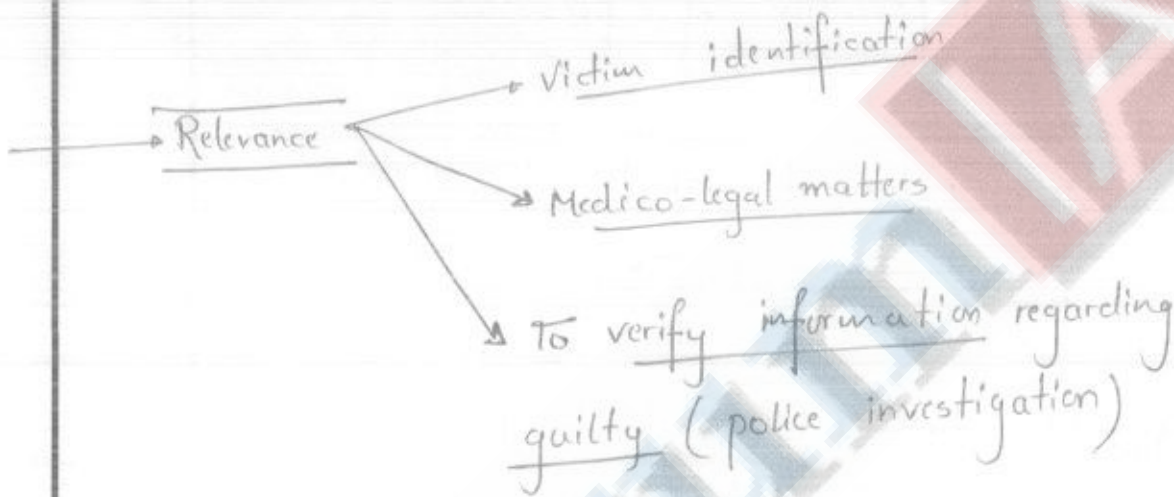 Relevance
Victim identification
Medico-legal matters
To verify information regarding
guilty (police investigation)